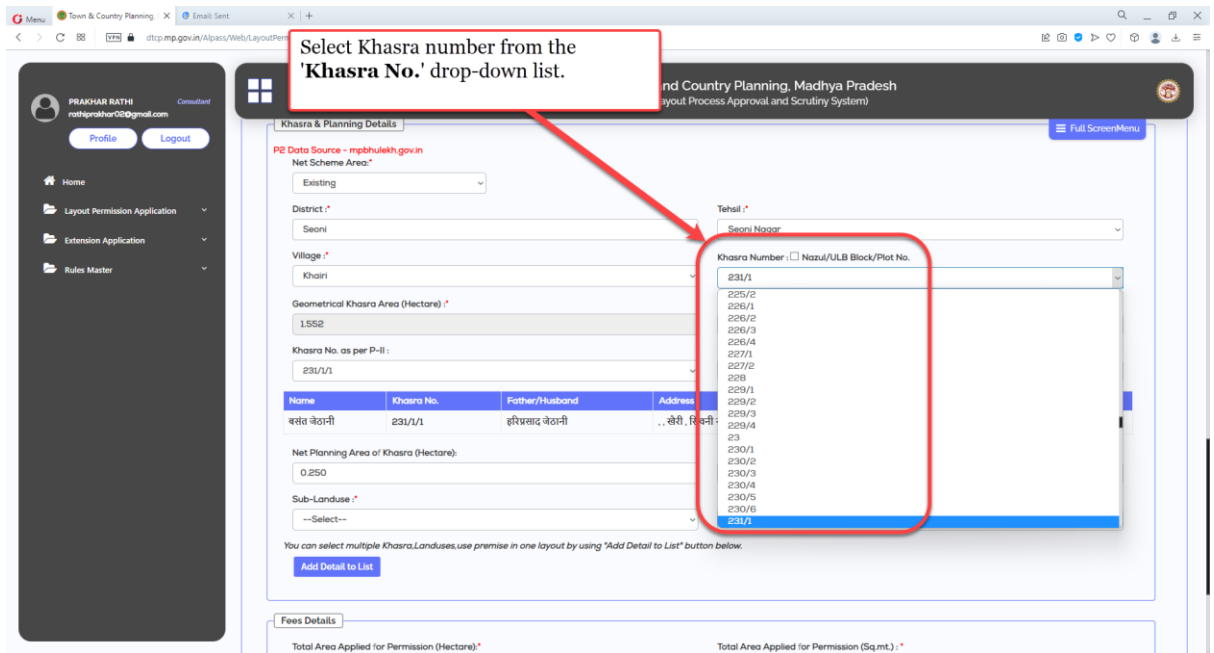 Menu
Town & Country Planning,
Email: Sent
VPN
dtcp.mp.gov.in/Alpass/Web/LayoutPerm
Select Khasra number from the
'Khasra No.' drop-down list.
nd Country Planning, Madhya Pradesh
ayout Process Approval and Scrutiny System)
PRAKHAR RATHI
Consultant
rathiprakhar02@gmail.com
Profile
Logout
Home
Layout Permission Application
Extension Application
Rules Master
Khasra & Planning Details
Full ScreenMenu
P2 Data Source - mpbhulekh.gov.in
Net Scheme Area:*
Existing
District :*
Tehsil :*
Seoni
Seoni Nagar
Village :*
Khasra Number : Nazul/ULB Block/Plot No.
Khairi
231/1
225/2
226/1
226/2
226/3
226/4
227/1
227/2
228
229/1
229/2
229/3
229/4
23
230/1
230/2
230/3
230/4
230/5
230/6
231/1
Geometrical Khasra Area (Hectare) :*
1.552
Khasra No. as per P-II :
231/1/1
Name Khasra No. Father/Husband Address
बसंत जेठानी 231/1/1 हरिप्रसाद जेठानी , , खेरी ,
Net Planning Area of Khasra (Hectare):
0.250
Sub-Landuse :*
--Select--
You can select multiple Khasra,Landuses,use premise in one layout by using "Add Detail to List" button below.
Add Detail to List
Fees Details
Total Area Applied for Permission (Hectare):*
Total Area Applied for Permission (Sq.mt.) : *